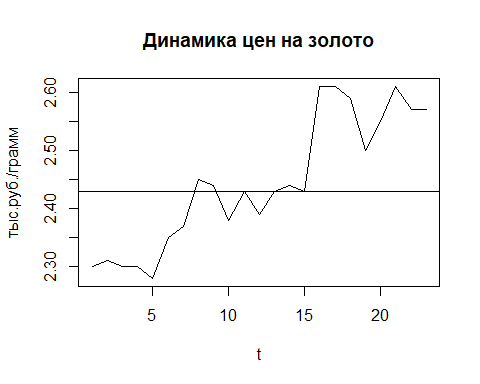 Динамика цен на золото
тыс.руб./грамм
2.60
2.50
2.40
2.30
5 10 15 20
t